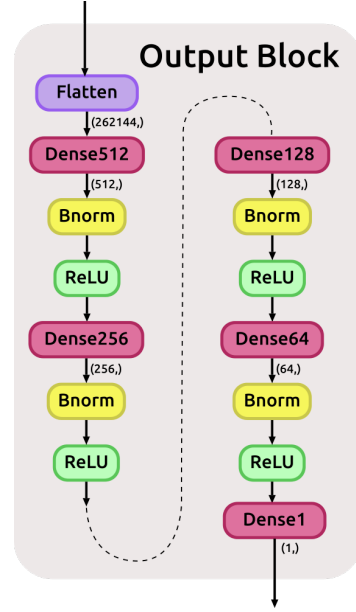 Output Block
Flatten
(262144,)
Dense512
(512,)
Bnorm
ReLU
Dense256
(256,)
Bnorm
ReLU
Dense128
(128,)
Bnorm
ReLU
Dense64
(64,)
Bnorm
ReLU
Dense1
(1,)